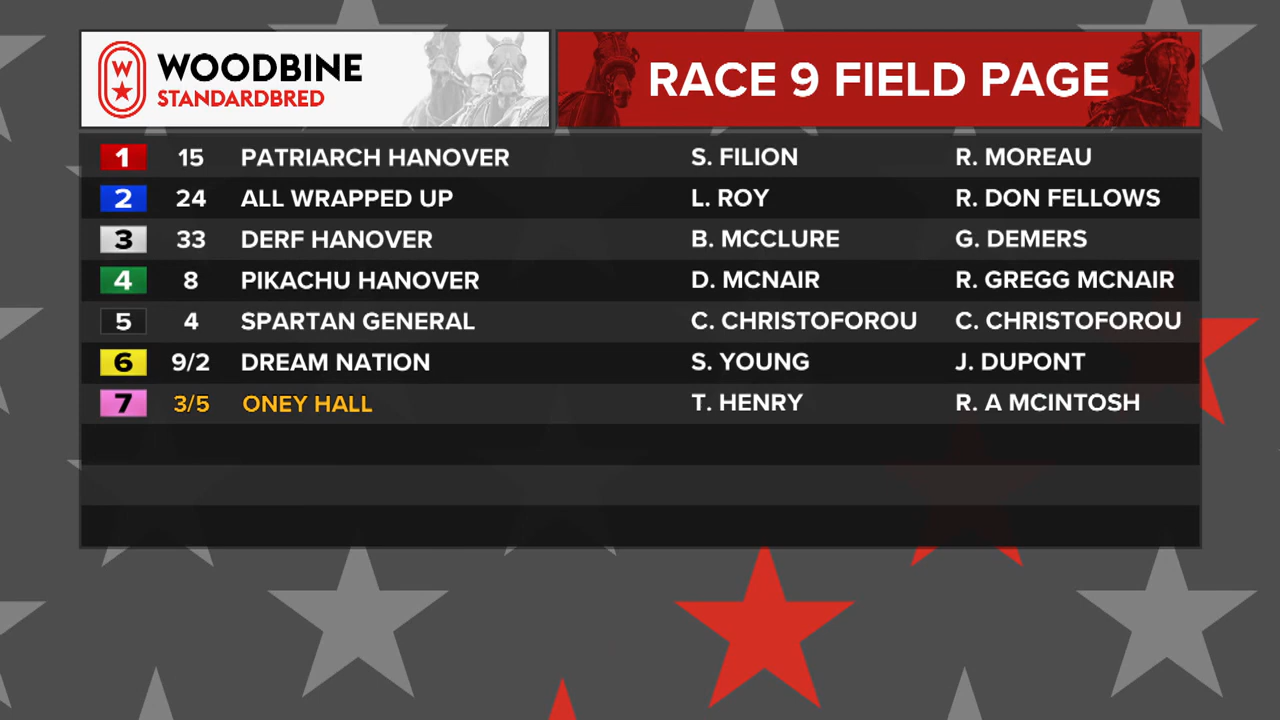 W
WOODBINE
STANDARDBRED
RACE 9 FIELD PAGE
1 15 PATRIARCH HANOVER S. FILION R. MOREAU
2 24 ALL WRAPPED UP L. ROY R. DON FELLOWS
3 33 DERF HANOVER B. MCCLURE G. DEMERS
4 8 PIKACHU HANOVER D. MCNAIR R. GREGG MCNAIR
5 4 SPARTAN GENERAL C. CHRISTOFOROU C. CHRISTOFOROU
6 9/2 DREAM NATION S. YOUNG J. DUPONT
7 3/5 ONEY HALL T. HENRY R. A MCINTOSH